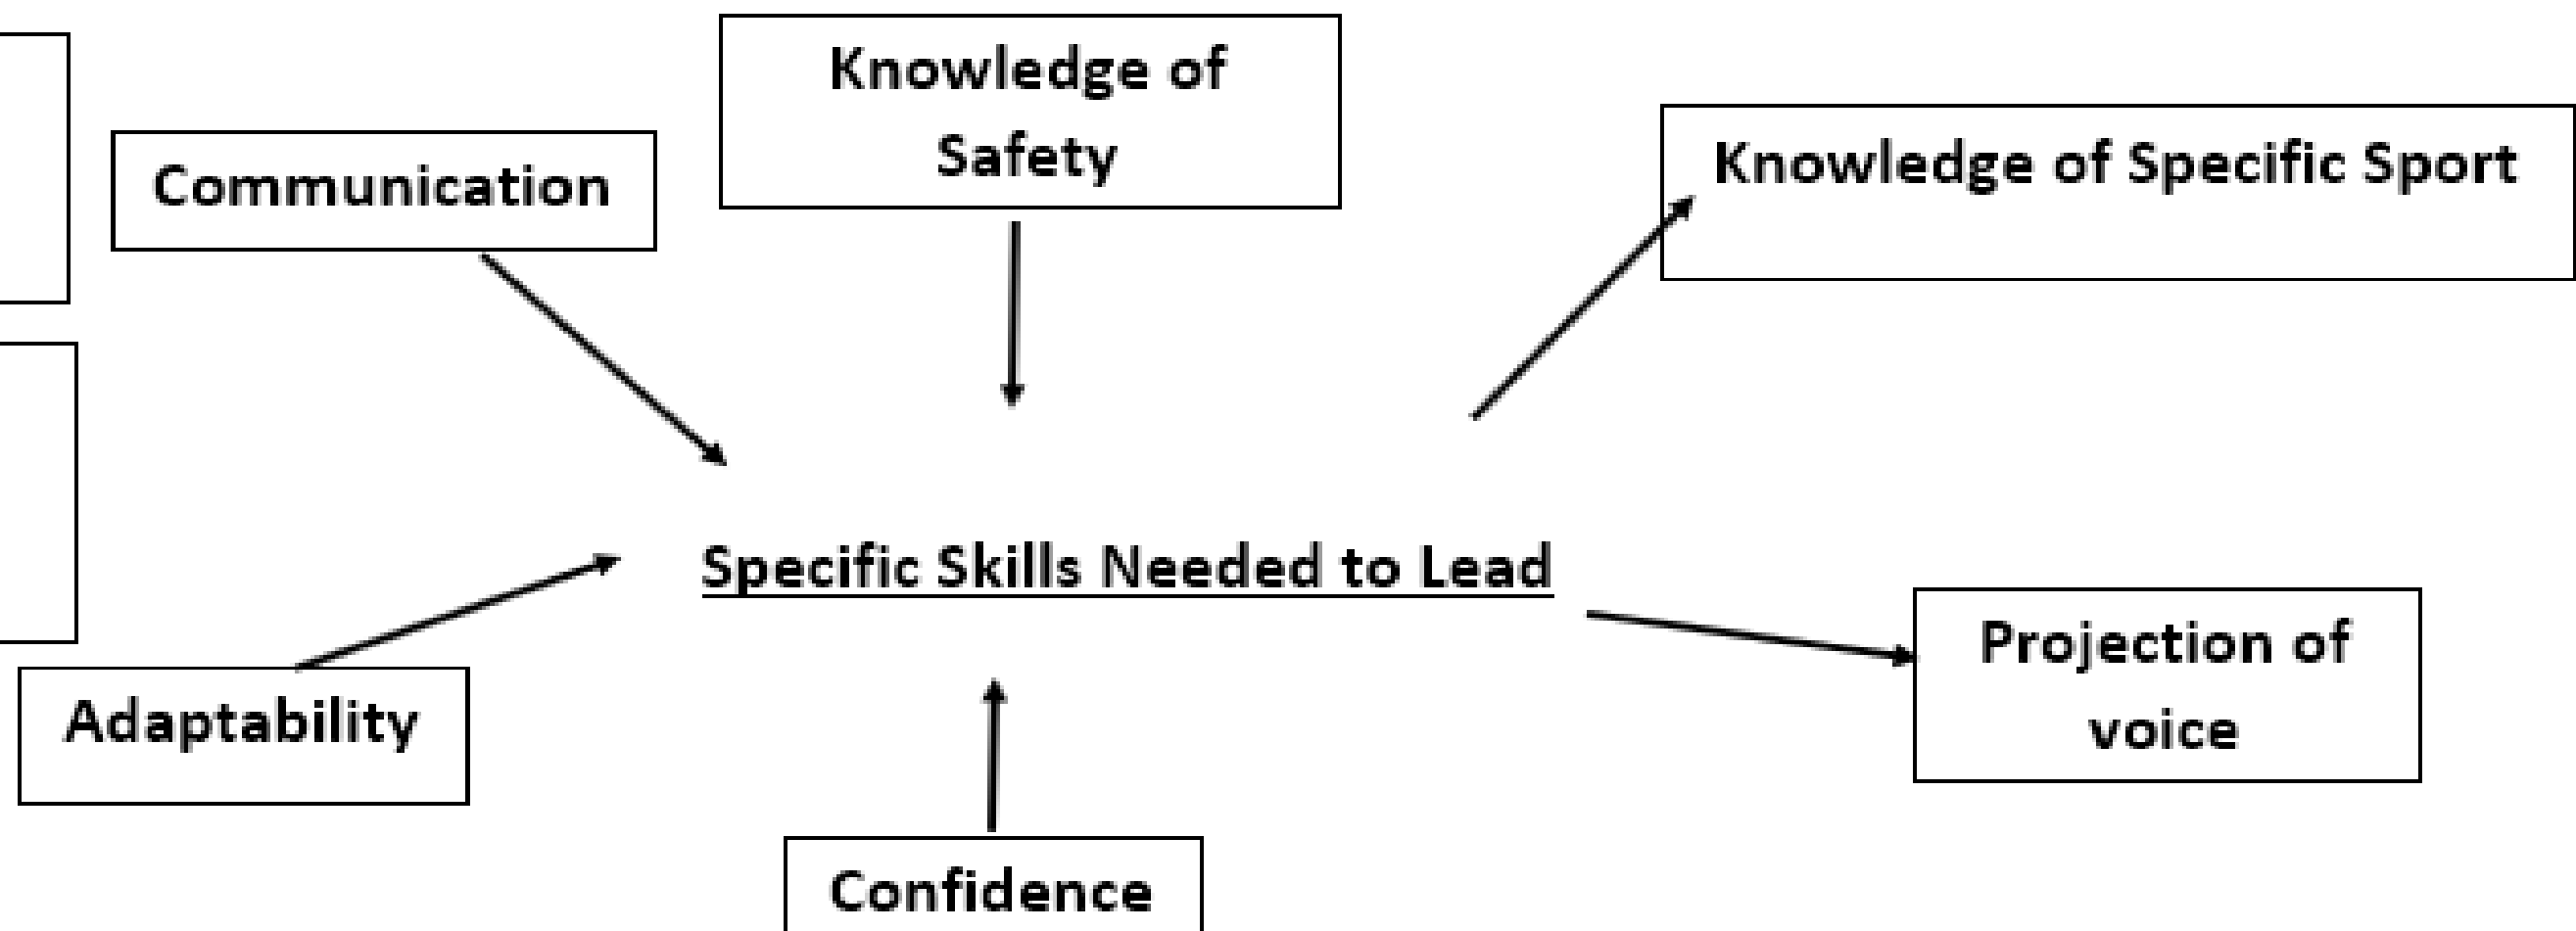 Knowledge of
Safety
Communication
Knowledge of Specific Sport
Specific Skills Needed to Lead
Adaptability
Projection of
voice
Confidence